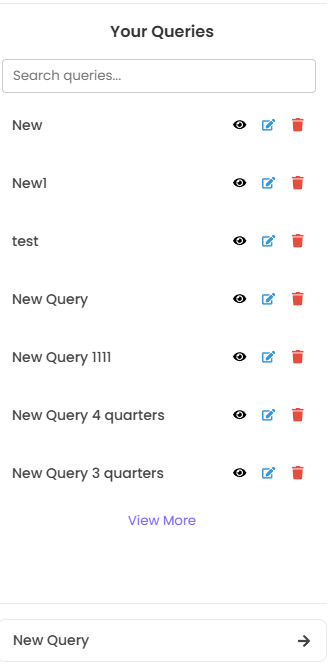 Your Queries
Search queries...
New
New1
test
New Query
New Query 1111
New Query 4 quarters
New Query 3 quarters
View More
New Query